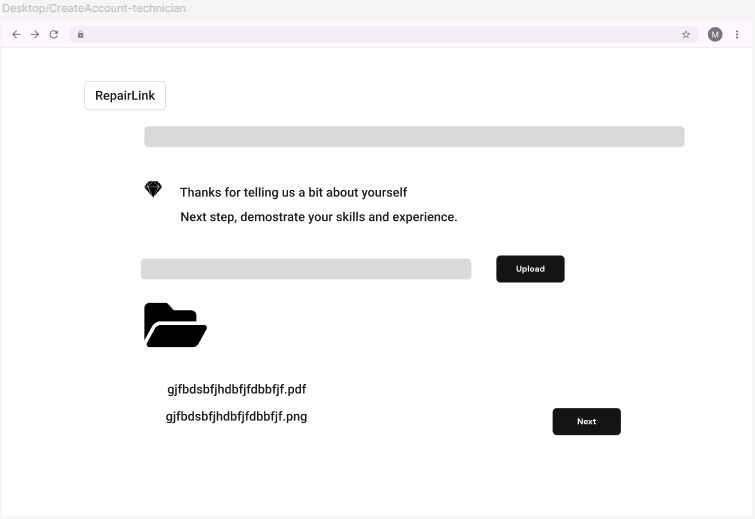 Desktop/CreateAccount-technician
M
RepairLink
Thanks for telling us a bit about yourself
Next step, demostrate your skills and experience.
Upload
gjfbdsbfjhdbfjfdbbfjf.pdf
gjfbdsbfjhdbfjfdbbfjf.png
Next